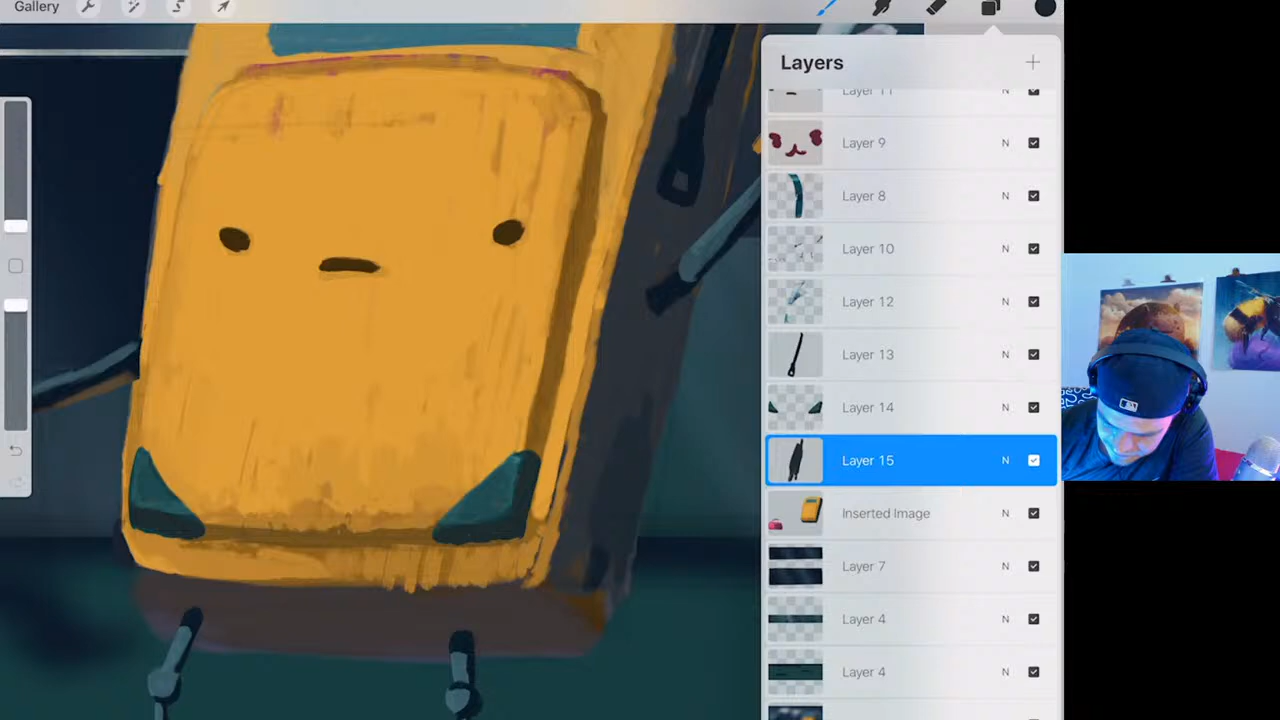 Gallery
Layers
Layer 11 N
Layer 9 N
Layer 8 N
Layer 10 N
Layer 12 N
Layer 13 N
Layer 14 N
Layer 15 N
Inserted Image N
Layer 7 N
Layer 4 N
Layer 4 N